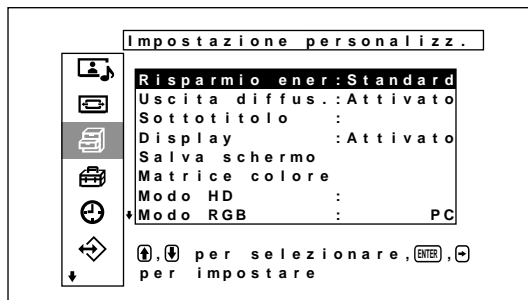 Impostazione personalizz.
Risparmio ener:Standard
Uscita diffus.:Attivato
Sottotitolo :
Display :Attivato
Salva schermo
Matrice colore
Modo HD :
Modo RGB : PC
, per selezionare, ENTER ,
per impostare